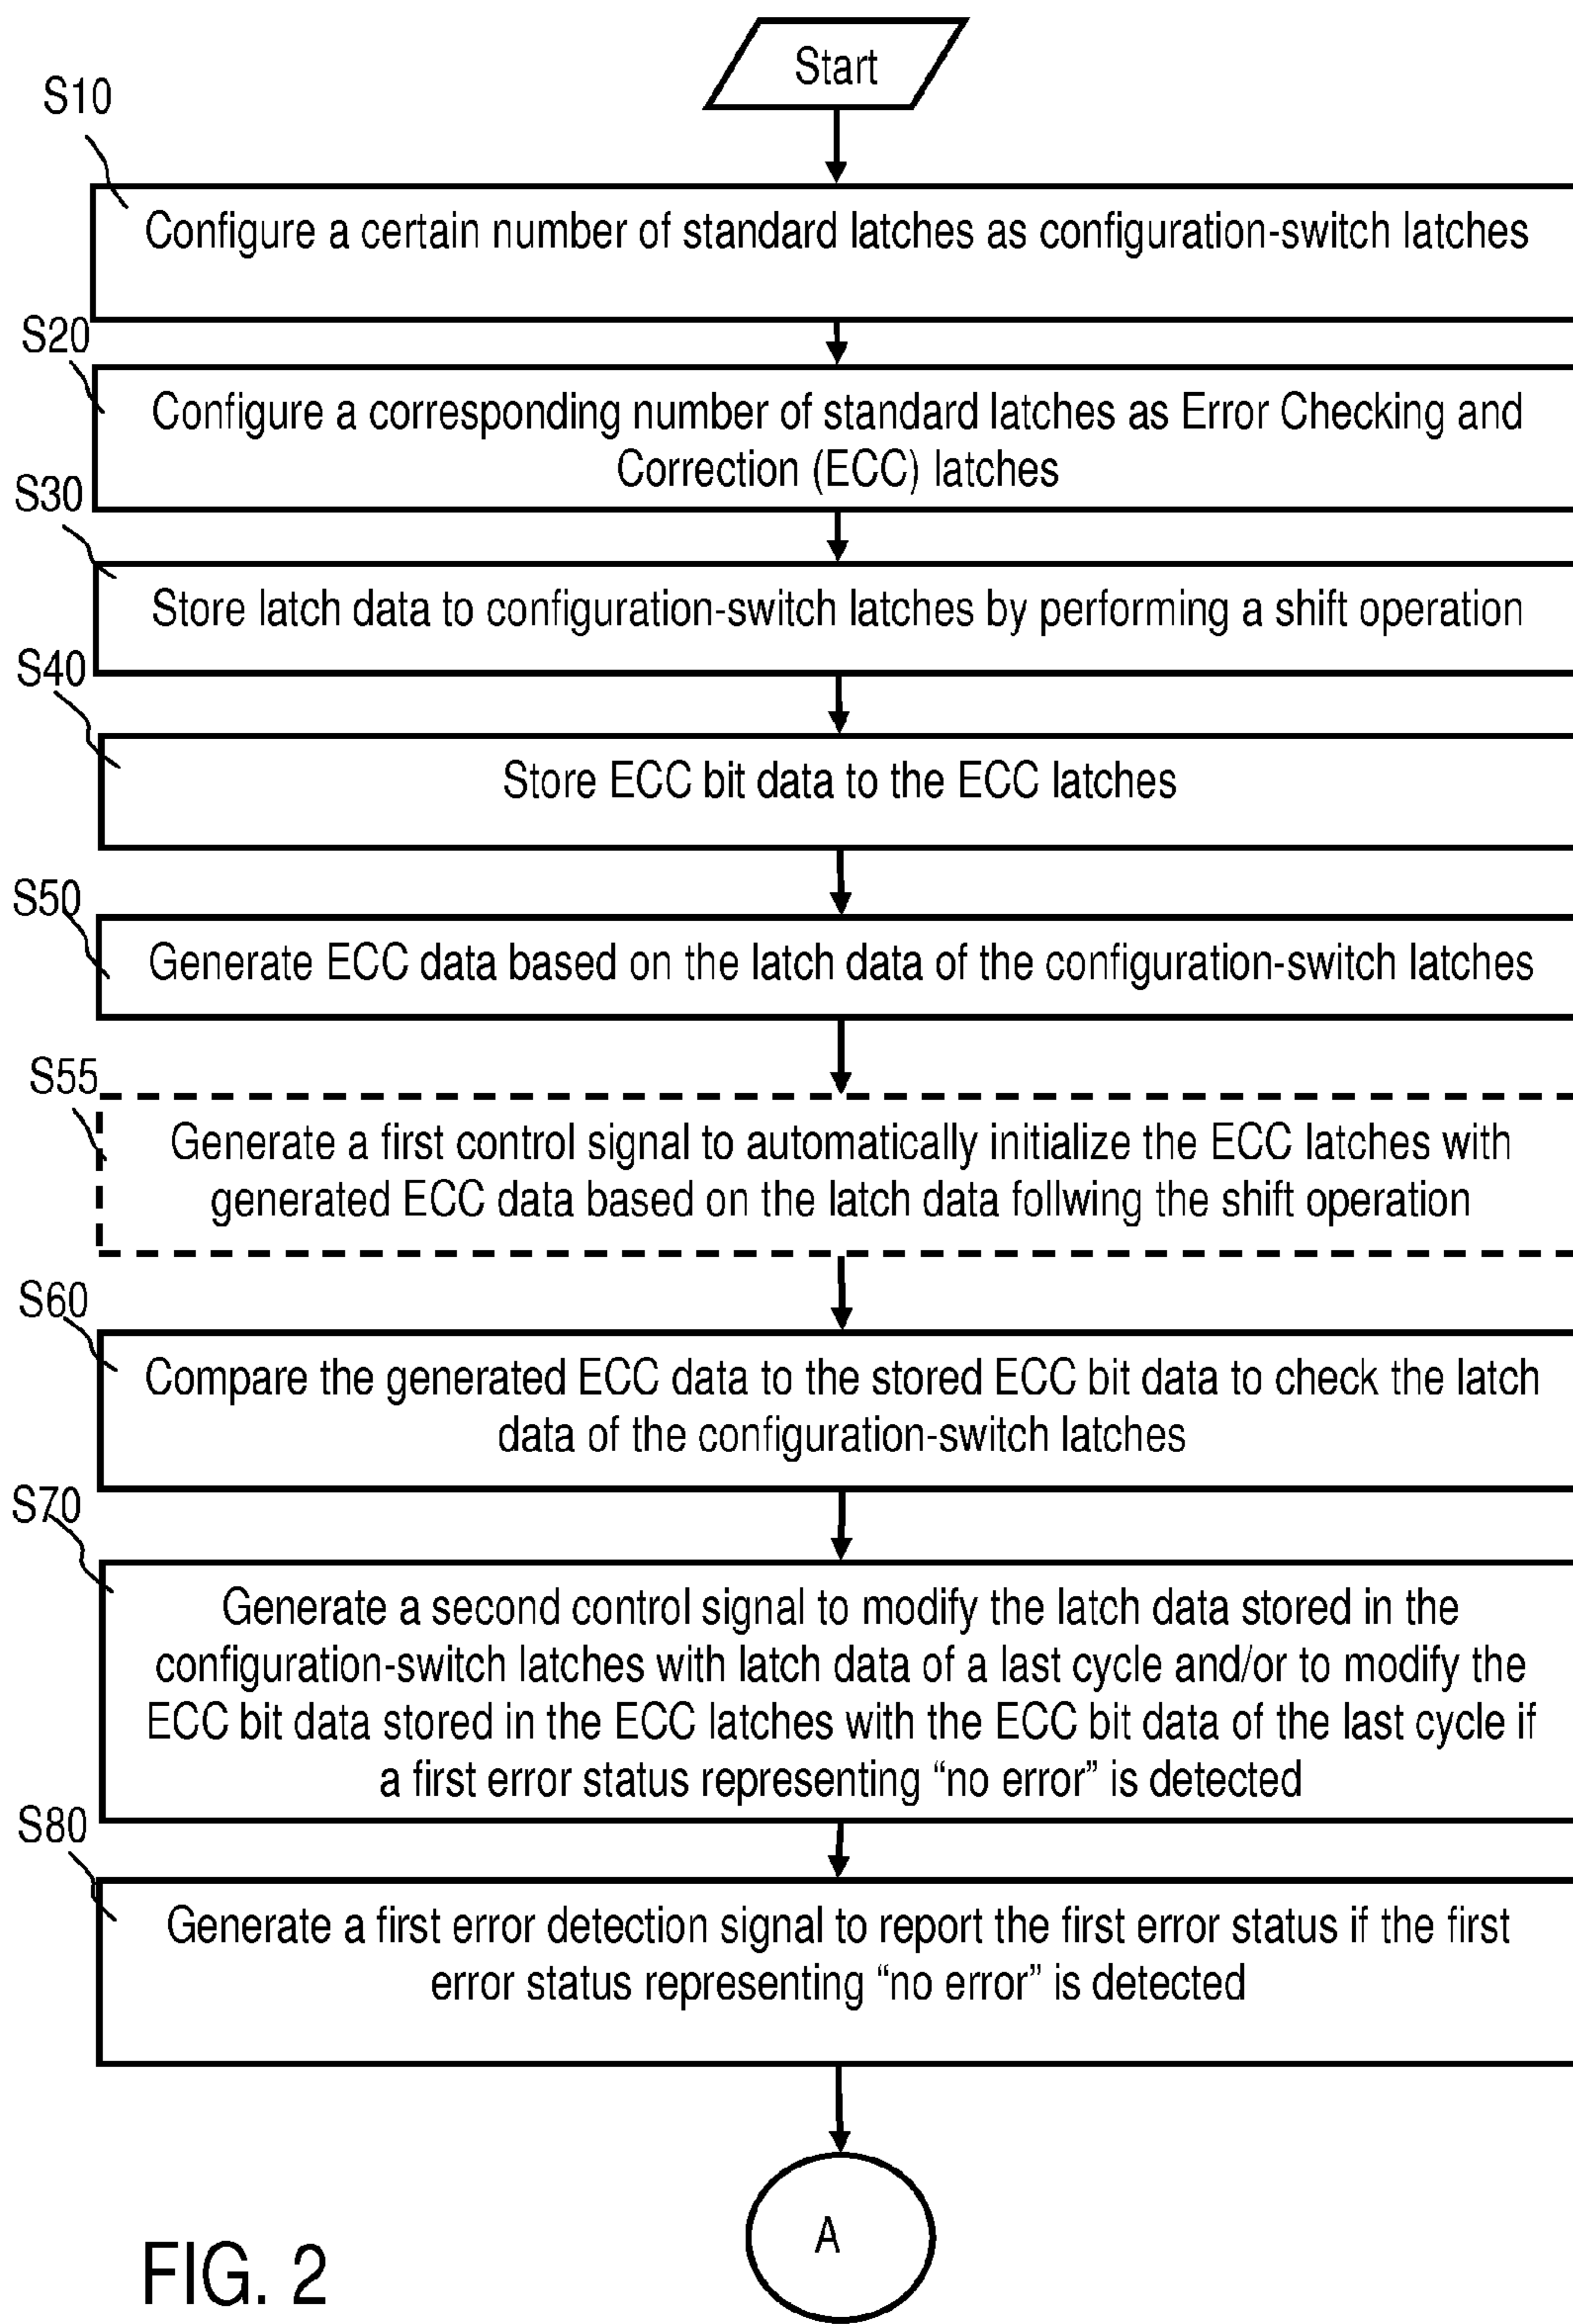 Start
S10
Configure a certain number of standard latches as configuration-switch latches
S20
Configure a corresponding number of standard latches as Error Checking and
Correction (ECC) latches
S30
Store latch data to configuration-switch latches by performing a shift operation
S40
Store ECC bit data to the ECC latches
S50
Generate ECC data based on the latch data of the configuration-switch latches
S55
Generate a first control signal to automatically initialize the ECC latches with
generated ECC data based on the latch data follwing the shift operation
S60
Compare the generated ECC data to the stored ECC bit data to check the latch
data of the configuration-switch latches
S70
Generate a second control signal to modify the latch data stored in the
configuration-switch latches with latch data of a last cycle and/or to modify the
ECC bit data stored in the ECC latches with the ECC bit data of the last cycle if
a first error status representing “no error” is detected
S80
Generate a first error detection signal to report the first error status if the first
error status representing “no error” is detected
A
FIG. 2